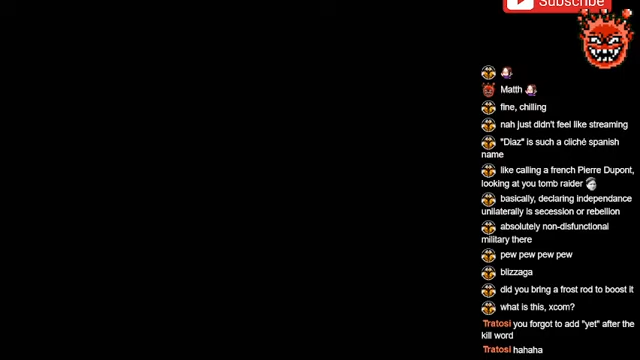 Subscribe
Matth
fine, chilling
nah just didn't feel like streaming
"Diaz" is such a cliché spanish
name
like calling a french Pierre Dupont,
looking at you tomb raider
basically, declaring independance
unilaterally is secession or rebellion
absolutely non-disfunctional
military there
pew pew pew pew
blizzaga
did you bring a frost rod to boost it
what is this, xcom?
Tratosi you forgot to add "yet" after the
kill word
Tratosi hahaha